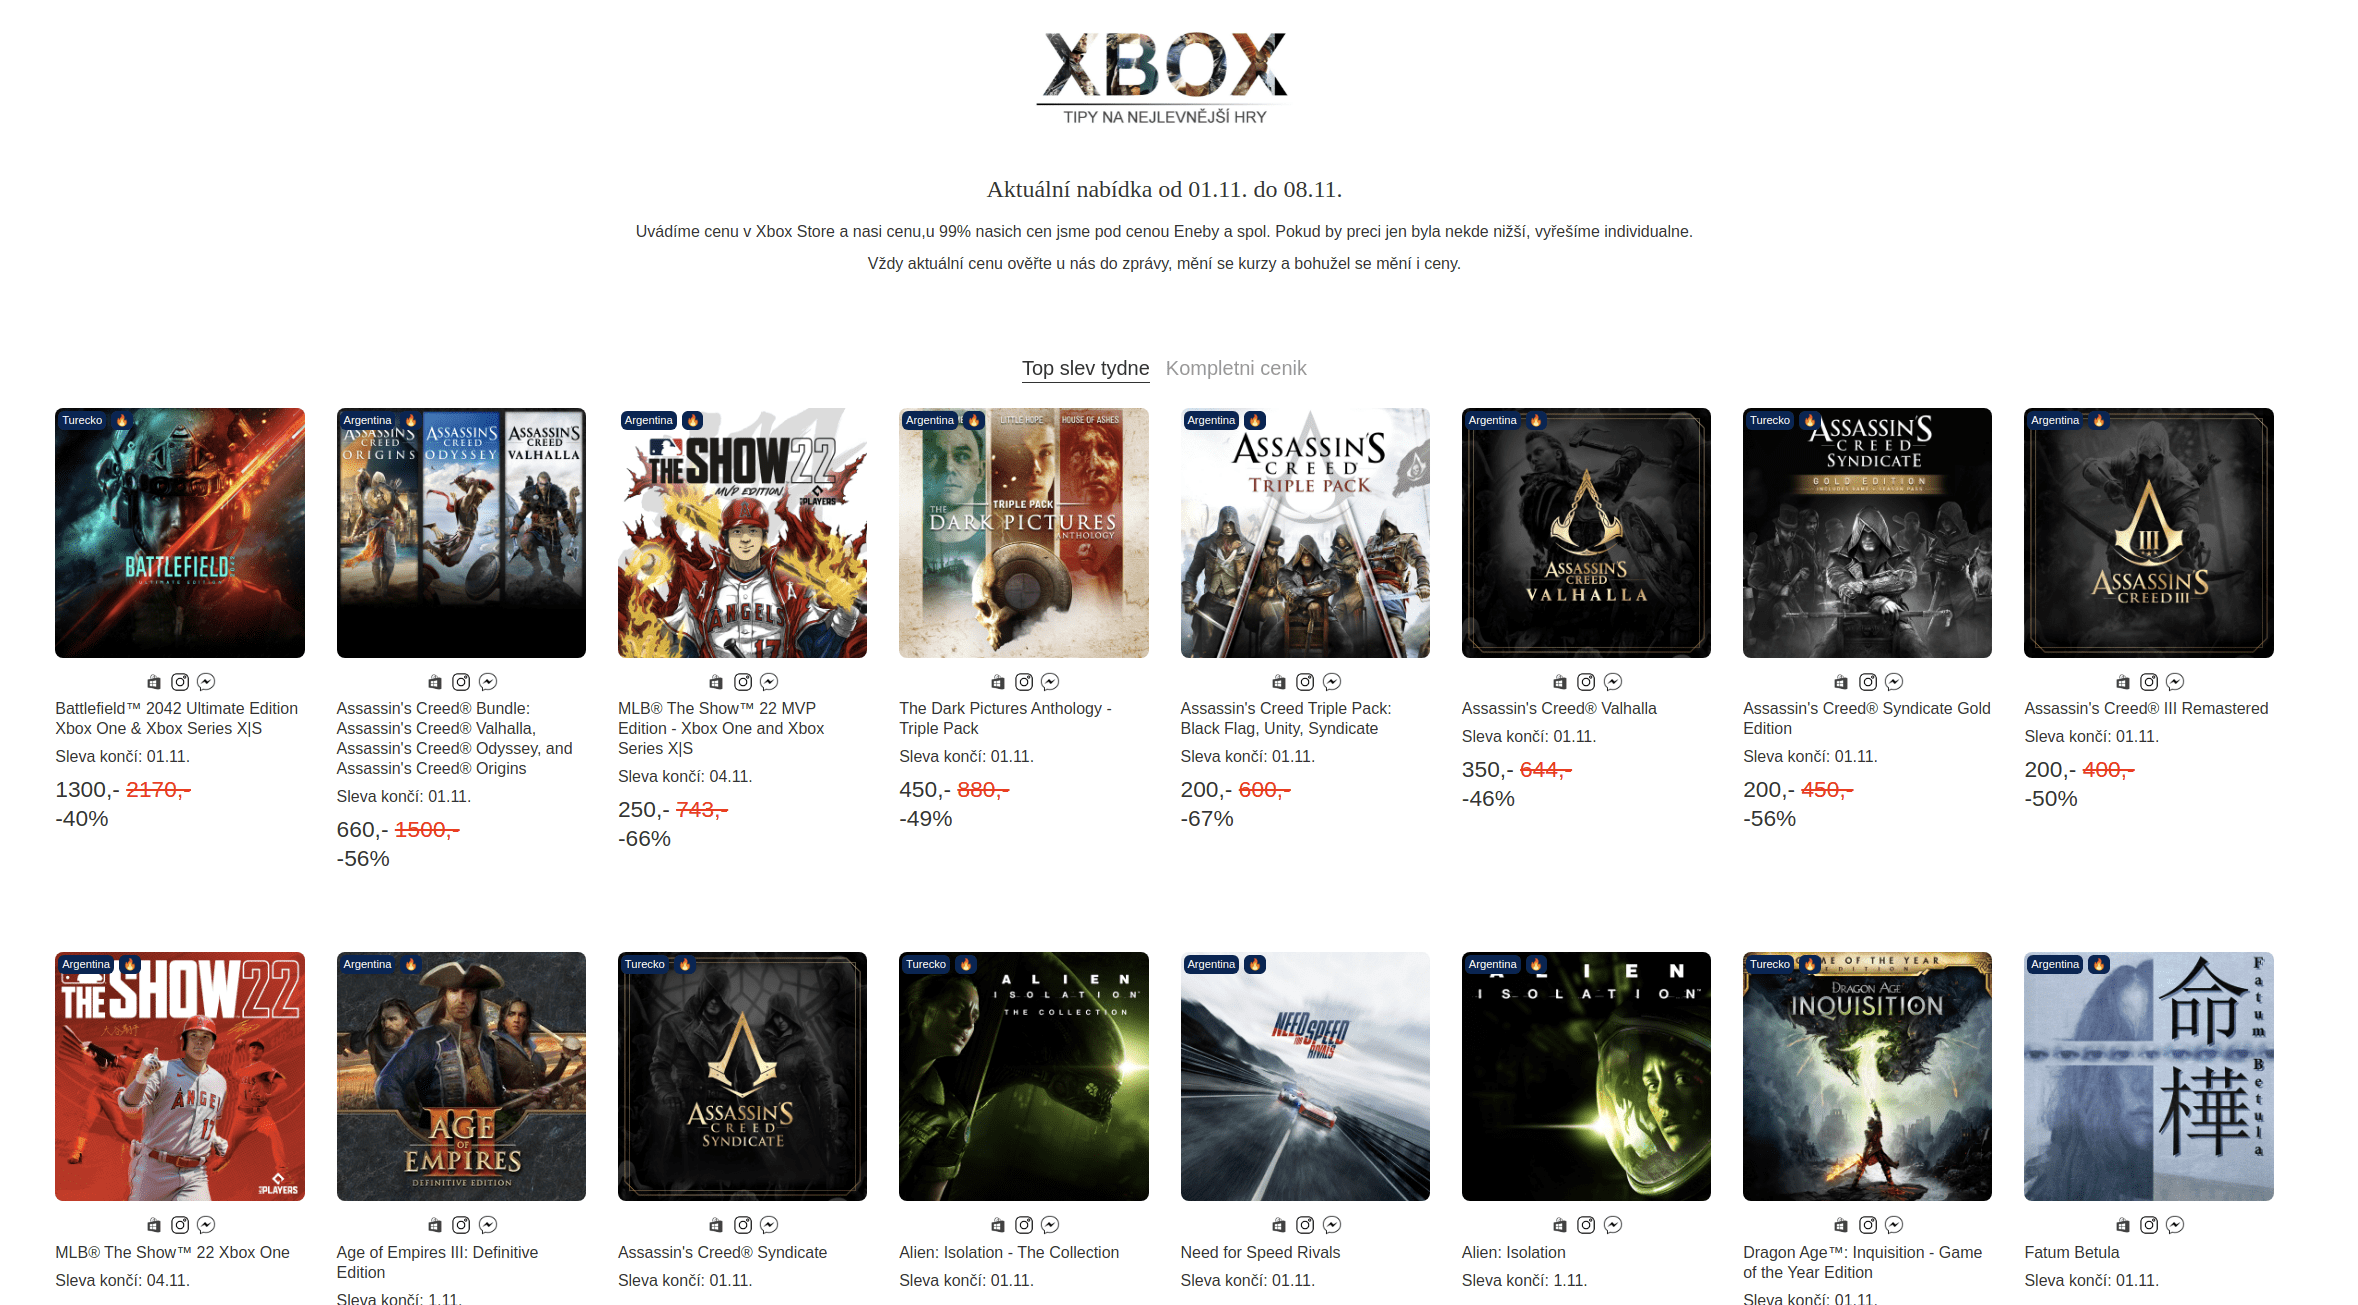 XBOX
TIPY NA NEJLEVNĚJŠÍ HRY
Aktuální nabídka od 01.11. do 08.11.
Uvádíme cenu v Xbox Store a nasi cenu,u 99% nasich cen jsme pod cenou Eneby a spol. Pokud by preci jen byla nekde nižší, vyřešíme individualne.
Vždy aktuální cenu ověřte u nás do zprávy, mění se kurzy a bohužel se mění i ceny.
Top slev tydne Kompletni cenik
Turecko
BATTLEFIELD
ULTIMATE EDITION
Battlefield™ 2042 Ultimate Edition
Xbox One & Xbox Series X|S
Sleva končí: 01.11.
1300,- 2170,-
-40%
Argentina
ASSASSIN'S CREED ORIGINS
ASSASSIN'S CREED ODYSSEY
ASSASSIN'S CREED VALHALLA
Assassin's Creed® Bundle:
Assassin's Creed® Valhalla,
Assassin's Creed® Odyssey, and
Assassin's Creed® Origins
Sleva končí: 01.11.
660,- 1500,-
-56%
Argentina
THE SHOW 22
MVP EDITION
PLAYERS
ANGELS
17
MLB® The Show™ 22 MVP
Edition - Xbox One and Xbox
Series X|S
Sleva končí: 04.11.
250,- 743,-
-66%
Argentina
LITTLE HOPE HOUSE OF ASHES
TRIPLE PACK
THE DARK PICTURES
ANTHOLOGY
The Dark Pictures Anthology -
Triple Pack
Sleva končí: 01.11.
450,- 880,-
-49%
Argentina
ASSASSIN'S
CREED
TRIPLE PACK
Assassin's Creed Triple Pack:
Black Flag, Unity, Syndicate
Sleva končí: 01.11.
200,- 600,-
-67%
Argentina
ASSASSIN'S
CREED
VALHALLA
Assassin's Creed® Valhalla
Sleva končí: 01.11.
350,- 644,-
-46%
Turecko
ASSASSIN'S
CREED
SYNDICATE
GOLD EDITION
INCLUDES GAME + SEASON PASS
Assassin's Creed® Syndicate Gold
Edition
Sleva končí: 01.11.
200,- 450,-
-56%
Argentina
III
ASSASSIN'S
CREED III
Assassin's Creed® III Remastered
Sleva končí: 01.11.
200,- 400,-
-50%
Argentina
THE SHOW 22
ANGEL
17
PLAYERS
MLB® The Show™ 22 Xbox One
Sleva končí: 04.11.
Argentina
III
AGE
OF
EMPIRES
DEFINITIVE EDITION
Age of Empires III: Definitive
Edition
Sleva končí: 1.11.
Turecko
ASSASSIN'S
CREED
SYNDICATE
Assassin's Creed® Syndicate
Sleva končí: 01.11.
Turecko
ALIEN
ISOLATION
THE COLLECTION
Alien: Isolation - The Collection
Sleva končí: 01.11.
Argentina
NEED FOR SPEED
RIVALS
Need for Speed Rivals
Sleva končí: 01.11.
Argentina
ALIEN
ISOLATION™
Alien: Isolation
Sleva končí: 1.11.
Turecko
ME OF THE YEAR
EDITION
DRAGON AGE
INQUISITION
Dragon Age™: Inquisition - Game
of the Year Edition
Sleva končí: 01.11.
Argentina
命樺
Fatum Betula
Fatum Betula
Sleva končí: 01.11.